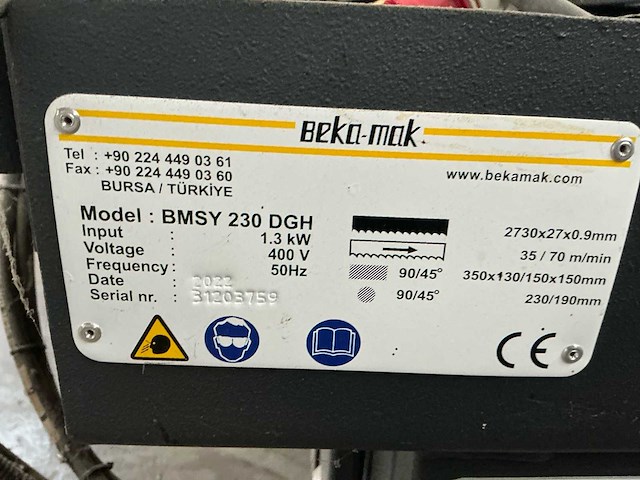 BEKA-MAK
Tel : +90 224 449 03 61
Fax : +90 224 449 03 60
BURSA / TÜRKİYE
www.bekamak.com
Model : BMSY 230 DGH
Input : 1.3 kW
Voltage : 400 V
Frequency : 50Hz
Date : 2022
Serial nr. : 31203759
2730x27x0.9mm
35 / 70 m/min
90/45° 350x130/150x150mm
90/45° 230/190mm
CE